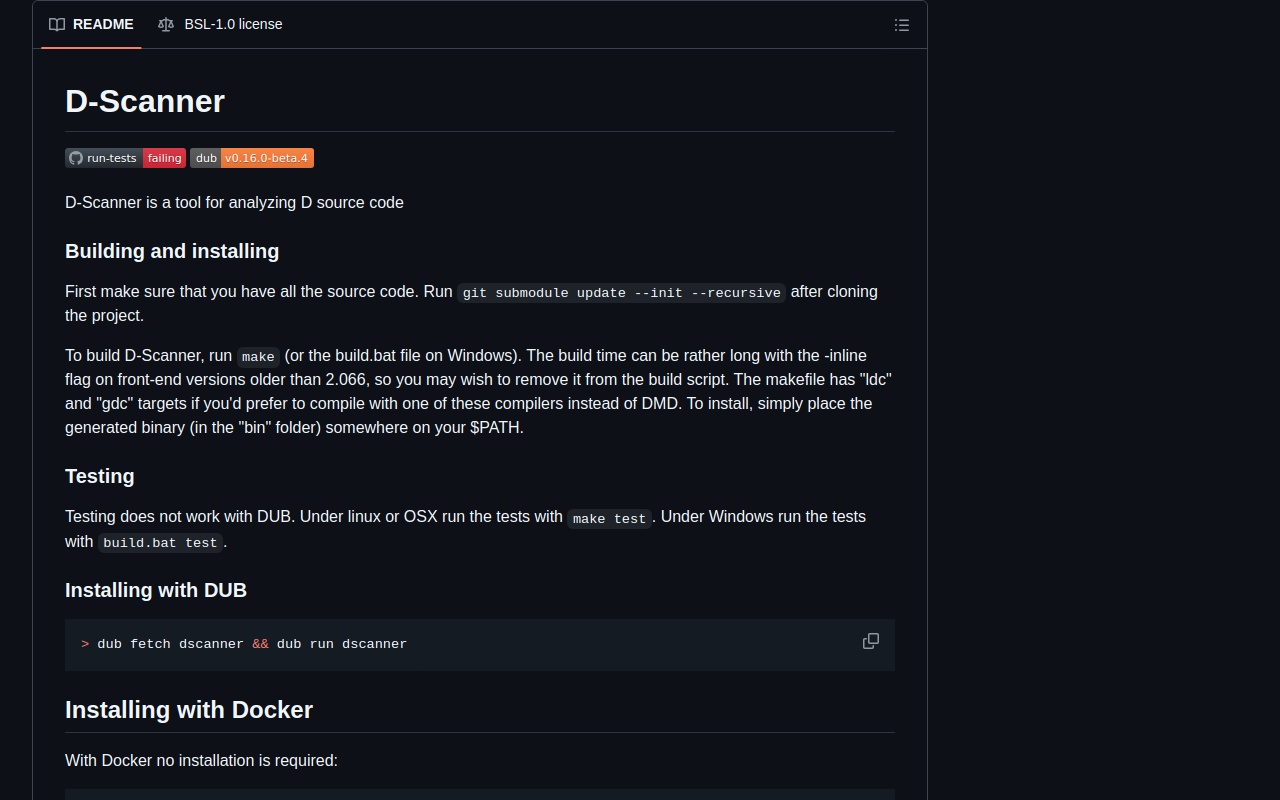 README
BSL-1.0 license
D-Scanner
run-tests failing dub v0.16.0-beta.4
D-Scanner is a tool for analyzing D source code
Building and installing
First make sure that you have all the source code. Run git submodule update --init --recursive after cloning
the project.
To build D-Scanner, run make (or the build.bat file on Windows). The build time can be rather long with the -inline
flag on front-end versions older than 2.066, so you may wish to remove it from the build script. The makefile has "ldc"
and "gdc" targets if you'd prefer to compile with one of these compilers instead of DMD. To install, simply place the
generated binary (in the "bin" folder) somewhere on your $PATH.
Testing
Testing does not work with DUB. Under linux or OSX run the tests with make test. Under Windows run the tests
with build.bat test.
Installing with DUB
> dub fetch dscanner && dub run dscanner
Installing with Docker
With Docker no installation is required: